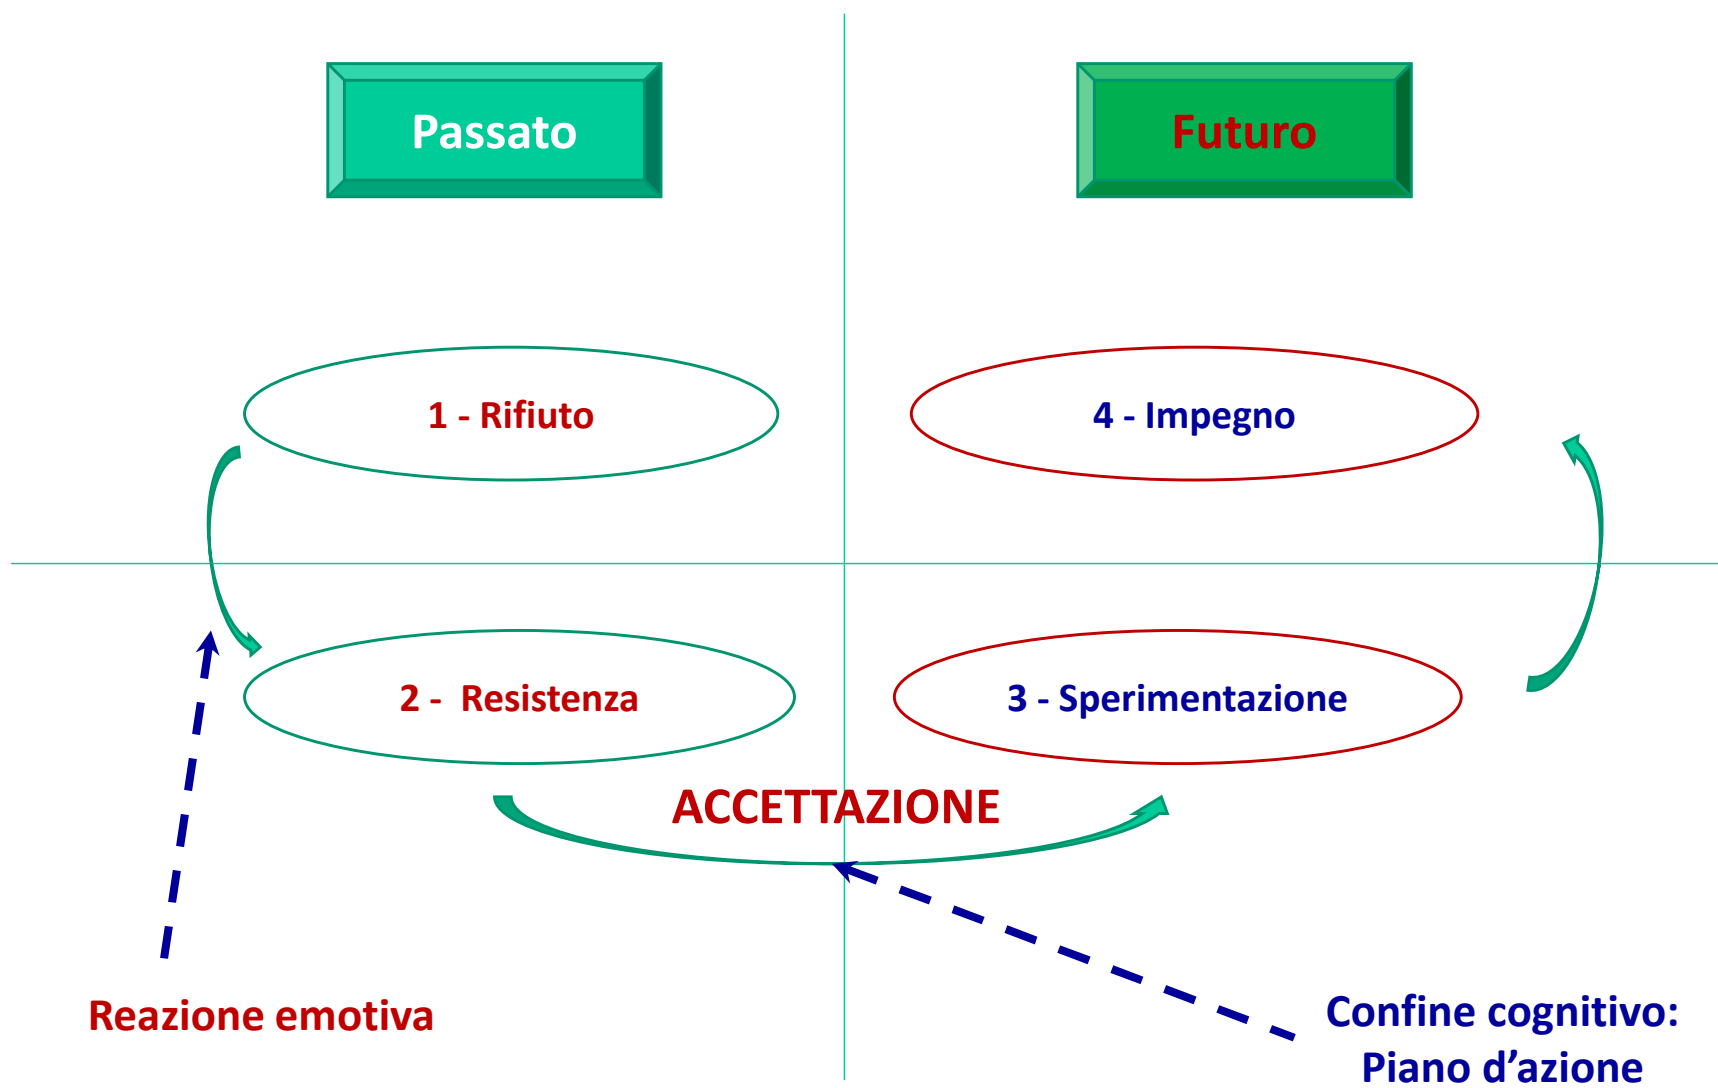 Passato
Futuro
1 - Rifiuto
4 - Impegno
2 -  Resistenza
3 - Sperimentazione
ACCETTAZIONE
Reazione emotiva
Confine cognitivo:
Piano d’azione